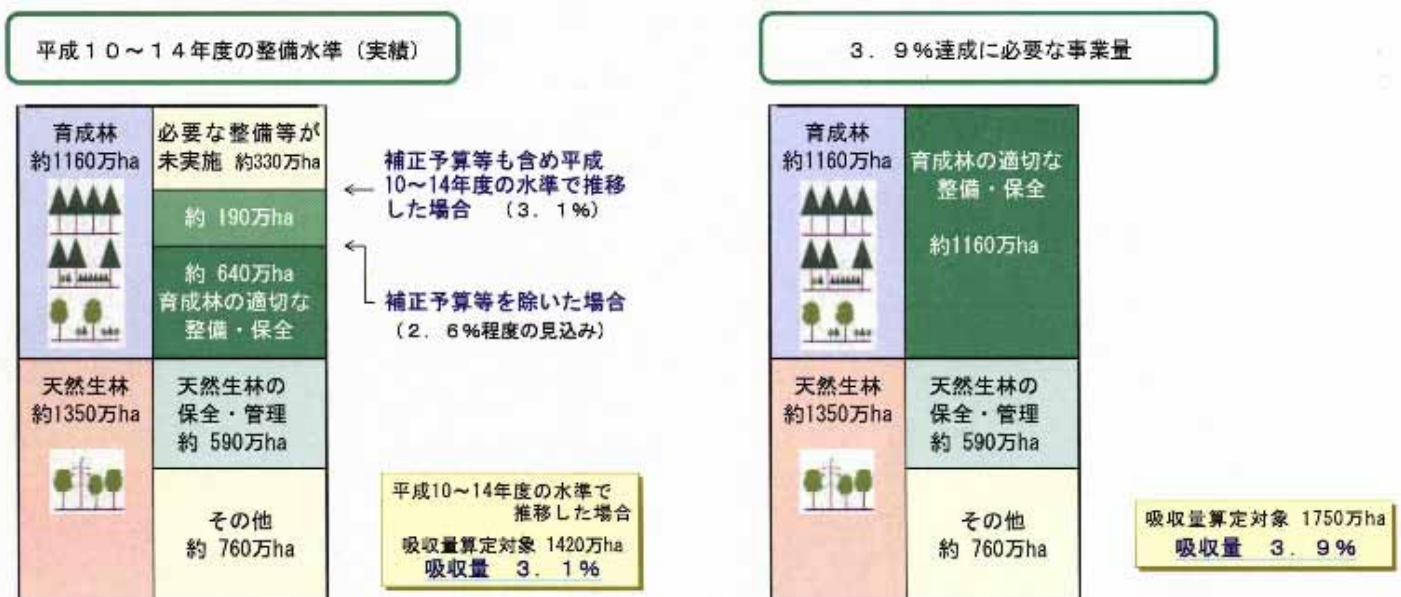 平成１０～１４年度の整備水準（実績）
育成林
約1160万ha
必要な整備等が
未実施 約330万ha
約 190万ha
約 640万ha
育成林の適切な
整備・保全
天然生林
約1350万ha
天然生林の
保全・管理
約 590万ha
その他
約 760万ha
補正予算等も含め平成
10～14年度の水準で推移
した場合 （３．１％）
補正予算等を除いた場合
（２．６％程度の見込み）
平成10～14年度の水準で
推移した場合
吸収量算定対象 1420万ha
吸収量 ３．１％
３．９％達成に必要な事業量
育成林
約1160万ha
育成林の適切な
整備・保全
約1160万ha
天然生林
約1350万ha
天然生林の
保全・管理
約 590万ha
その他
約 760万ha
吸収量算定対象 1750万ha
吸収量 ３．９％